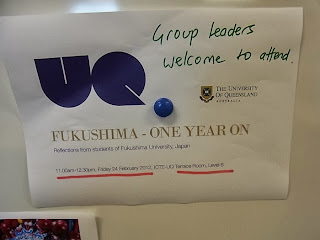 Group leaders
welcome to attend.
UQ
THE UNIVERSITY
OF QUEENSLAND
AUSTRALIA
FUKUSHIMA - ONE YEAR ON
Reflections from students of Fukushima University, Japan
11:00am-12:30pm, Friday 24 February 2012, ICTE-UQ Terrace Room, Level 6